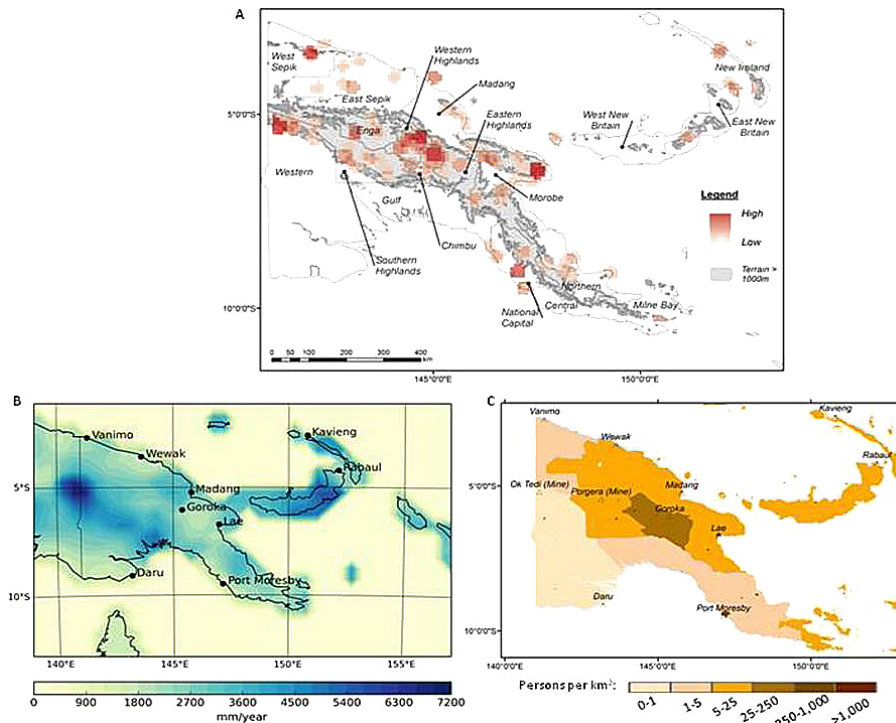 A
West
Sepik
Western
Highlands
New Ireland
Madang
East Sepik
5°0'0"S
Eastern
Highlands
West New
Britain
East New
Britain
Enga
Western
Morobe
Legend
High
Low
Gulf
Chimbu
Terrain >
1000m
Southern
Highlands
Northern
10°0'0"S
National
Capital
Central
Milne Bay
0 50 100 200 300 400
km
145°0'0"E
150°0'0"E
B
Vanimo
Kavieng
Wewak
Rabaul
5°S
Madang
Goroka
Lae
Daru
Port Moresby
10°S
140°E
145°E
150°E
155°E
0 900 1800 2700 3600 4500 5400 6300 7200
mm/year
C
Vanimo
Kavieng
Wewak
Rabaul
5°0'0"S
Ok Tedi (Mine)
Porgera (Mine)
Madang
Goroka
Lae
Daru
Port Moresby
10°0'0"S
140°0'0"E
145°0'0"E
150°0'0"E
Persons per km²:
0-1
1-5
5-25
25-250
250-1,000
>1.000